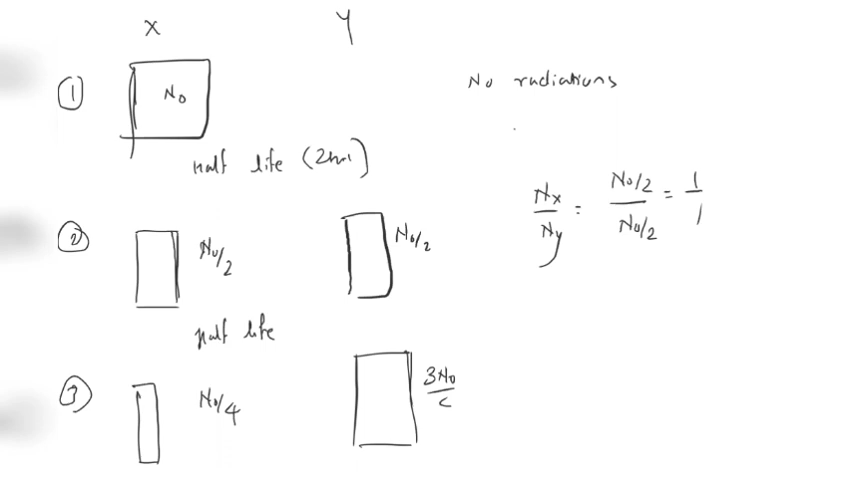 X Y
① N₀ No radiations
Half life (2hr)
Nx/Ny = N₀/2 / N₀/2 = 1/1
② N₀/2 N₀/2
Half life
③ N₀/4 3N₀/